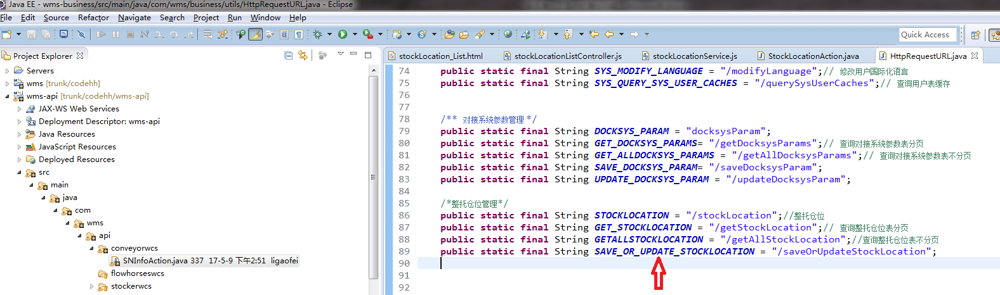 Java EE - wms-business/src/main/java/com/wms/business/utils/HttpRequestURL.java - Eclipse
File Edit Source Refactor Navigate Search Project Run Window Help
Quick Access
Project Explorer
Servers
wms [trunk/codehh]
wms-api [trunk/codehh/wms-api]
JAX-WS Web Services
Deployment Descriptor: wms-api
Java Resources
JavaScript Resources
Deployed Resources
src
main
java
com
wms
api
conveyorwcs
SNInfoAction.java 337 17-5-9 下午2:51 ligaofei
flowhorseswcs
stockerwcs
stockLocation_List.html stockLocationListController.js stockLocationService.js StockLocationAction.java HttpRequestURL.java
74 public static final String SYS_MODIFY_LANGUAGE = "/modifyLanguage";// 修改用户国际化语言
75 public static final String SYS_QUERY_SYS_USER_CACHES = "/querySysUserCaches";// 查询用户表缓存
76
77
78 /** 对接系统参数管理 */
79 public static final String DOCKSYS_PARAM = "docksysParam";
80 public static final String GET_DOCKSYS_PARAMS= "/getDocksysParams";// 查询对接系统参数表分页
81 public static final String GET_ALLDOCKSYS_PARAMS = "/getAllDocksysParams";// 查询对接系统参数表不分页
82 public static final String SAVE_DOCKSYS_PARAM= "/saveDocksysParam";
83 public static final String UPDATE_DOCKSYS_PARAM = "/updateDocksysParam";
84
85 /*整托仓位管理*/
86 public static final String STOCKLOCATION = "/stockLocation";//整托仓位
87 public static final String GET_STOCKLOCATION = "/getStockLocation";// 查询整托仓位表分页
88 public static final String GETALLSTOCKLOCATION = "/getAllStockLocation";//查询整托仓位表不分页
89 public static final String SAVE_OR_UPDATE_STOCKLOCATION = "/saveOrUpdateStockLocation";
90
91
92